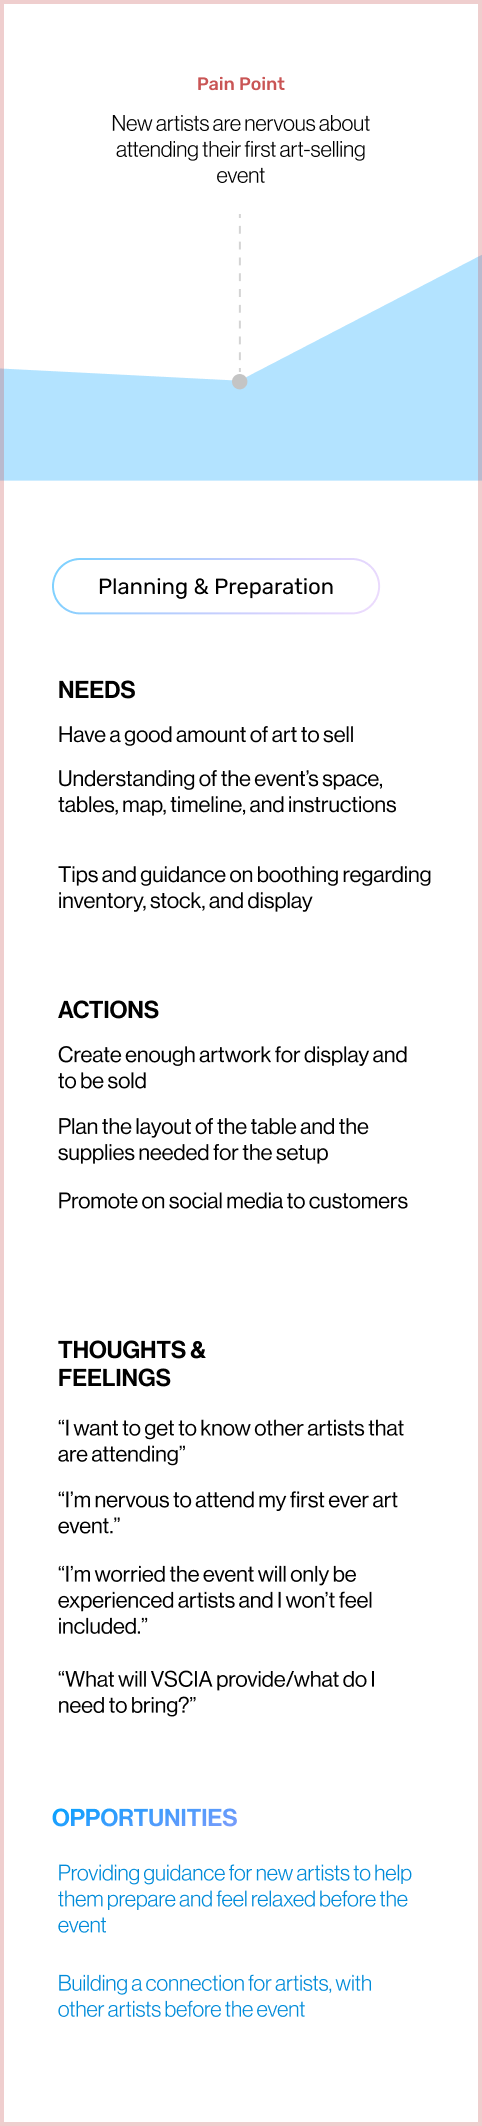 Pain Point
New artists are nervous about
attending their first art-selling
event
Planning & Preparation
NEEDS
Have a good amount of art to sell
Understanding of the event’s space,
tables, map, timeline, and instructions
Tips and guidance on boothing regarding
inventory, stock, and display
ACTIONS
Create enough artwork for display and
to be sold
Plan the layout of the table and the
supplies needed for the setup
Promote on social media to customers
THOUGHTS &
FEELINGS
“I want to get to know other artists that
are attending”
“I’m nervous to attend my first ever art
event.”
“I’m worried the event will only be
experienced artists and I won’t feel
included.”
“What will VSCIA provide/what do I
need to bring?”
OPPORTUNITIES
Providing guidance for new artists to help
them prepare and feel relaxed before the
event
Building a connection for artists, with
other artists before the event